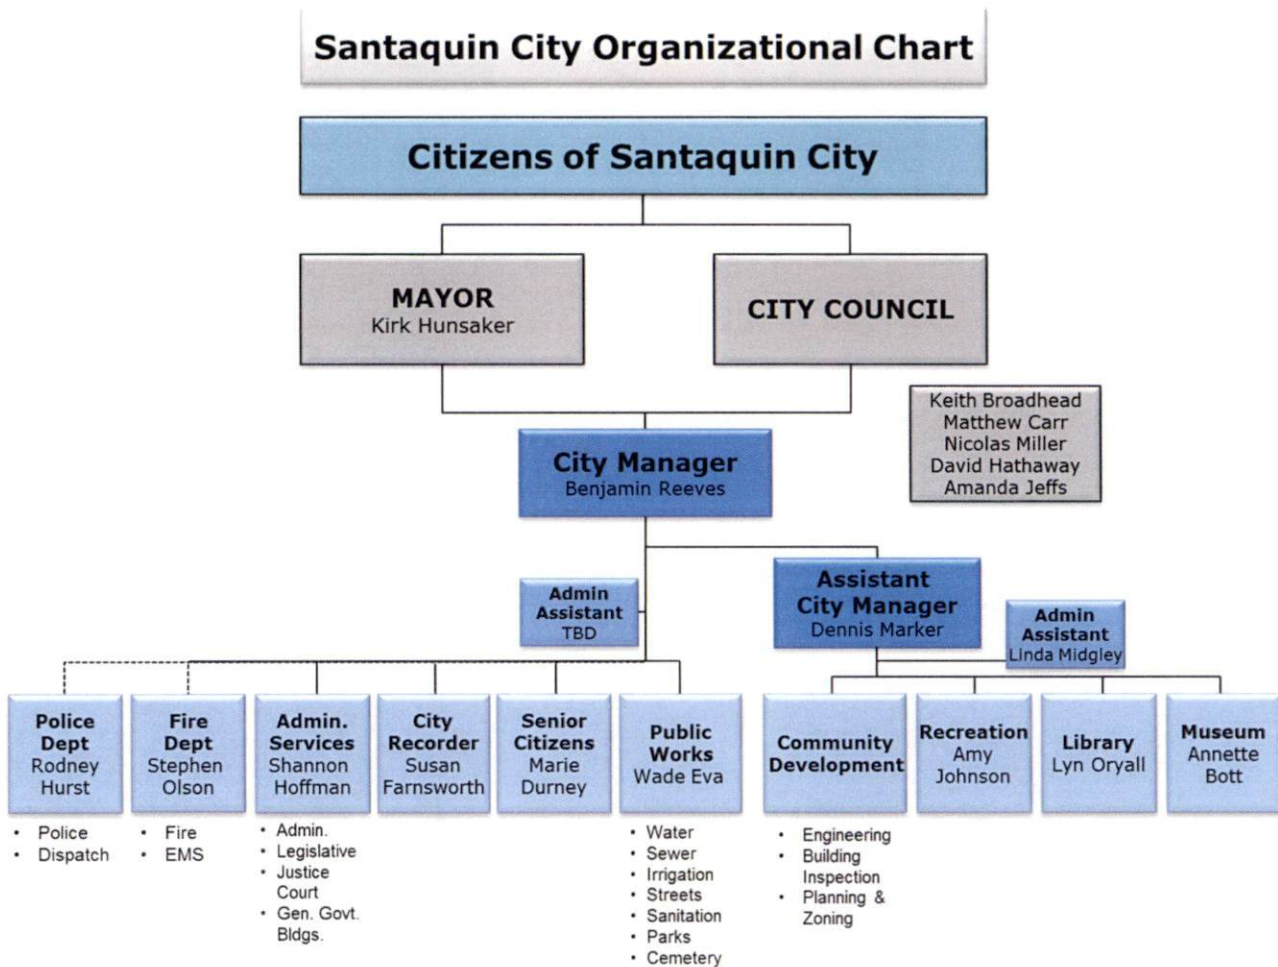 Santaquin City Organizational Chart
Citizens of Santaquin City
MAYOR
Kirk Hunsaker
CITY COUNCIL
Keith Broadhead
Matthew Carr
Nicolas Miller
David Hathaway
Amanda Jeffs
City Manager
Benjamin Reeves
Admin
Assistant
TBD
Assistant
City Manager
Dennis Marker
Admin
Assistant
Linda Midgley
Police
Dept
Rodney
Hurst
• Police
• Dispatch
Fire
Dept
Stephen
Olson
• Fire
• EMS
Admin.
Services
Shannon
Hoffman
• Admin.
• Legislative
• Justice
Court
• Gen. Govt.
Bldgs.
City
Recorder
Susan
Farnsworth
Senior
Citizens
Marie
Durney
Public
Works
Wade Eva
• Water
• Sewer
• Irrigation
• Streets
• Sanitation
• Parks
• Cemetery
Community
Development
• Engineering
• Building
Inspection
• Planning &
Zoning
Recreation
Amy
Johnson
Library
Lyn Oryall
Museum
Annette
Bott